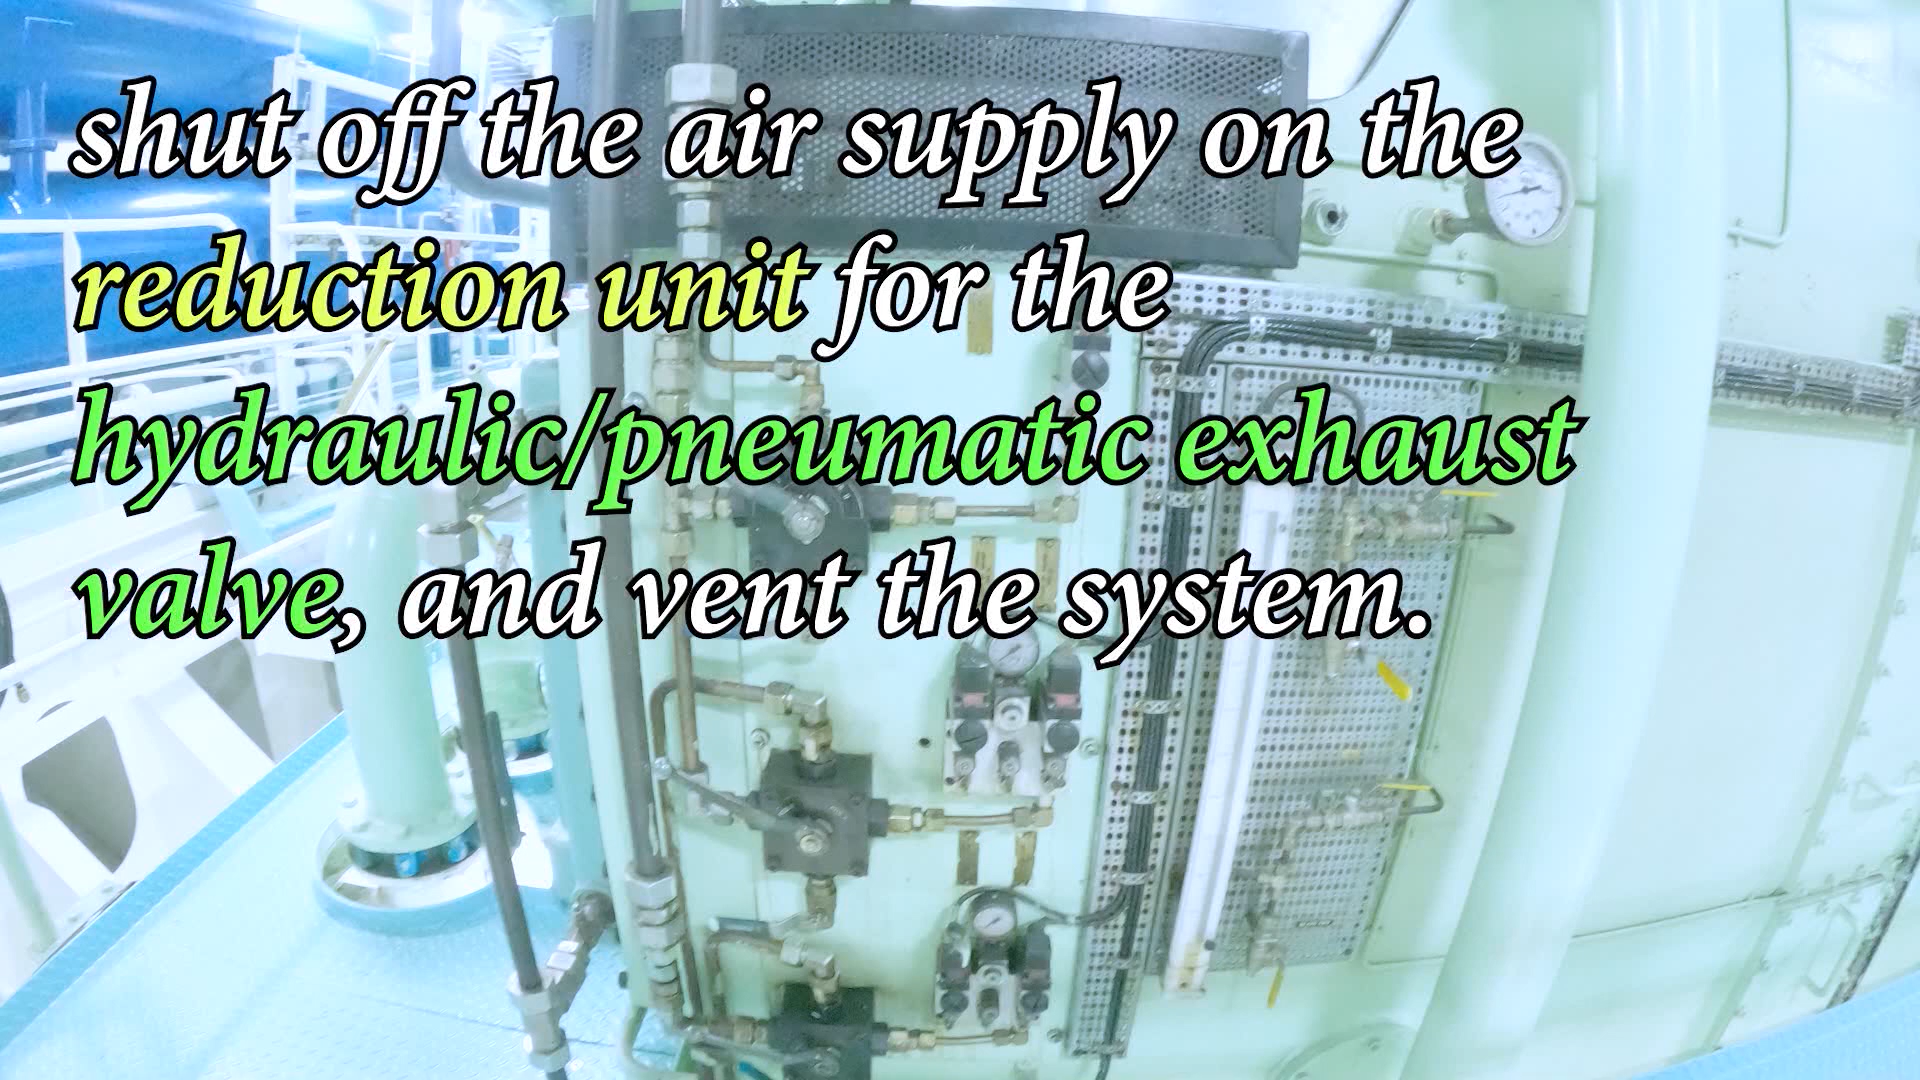 shut off the air supply on the
reduction unit for the
hydraulic/pneumatic exhaust
valve, and vent the system.